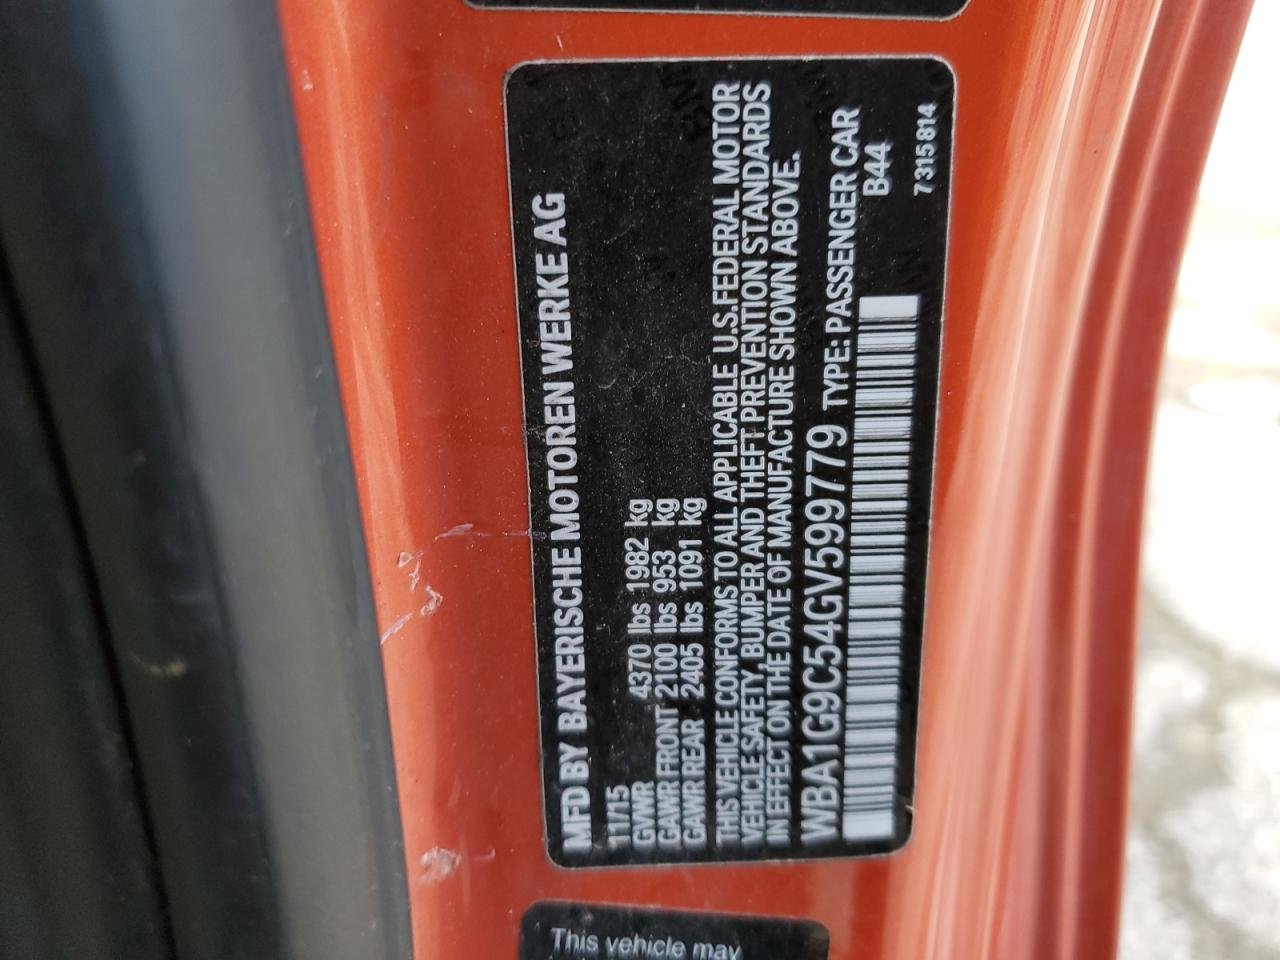 MFD BY BAYERISCHE MOTOREN WERKE AG
11/15
GVWR 4370 lbs 1982 kg
GAWR FRONT 2100 lbs 953 kg
GAWR REAR 2405 lbs 1091 kg
THIS VEHICLE CONFORMS TO ALL APPLICABLE U.S.FEDERAL MOTOR
VEHICLE SAFETY, BUMPER AND THEFT PREVENTION STANDARDS
IN EFFECT ON THE DATE OF MANUFACTURE SHOWN ABOVE.
WBA1G9C54GV599779 TYPE: PASSENGER CAR
B44
7315814
This vehicle may